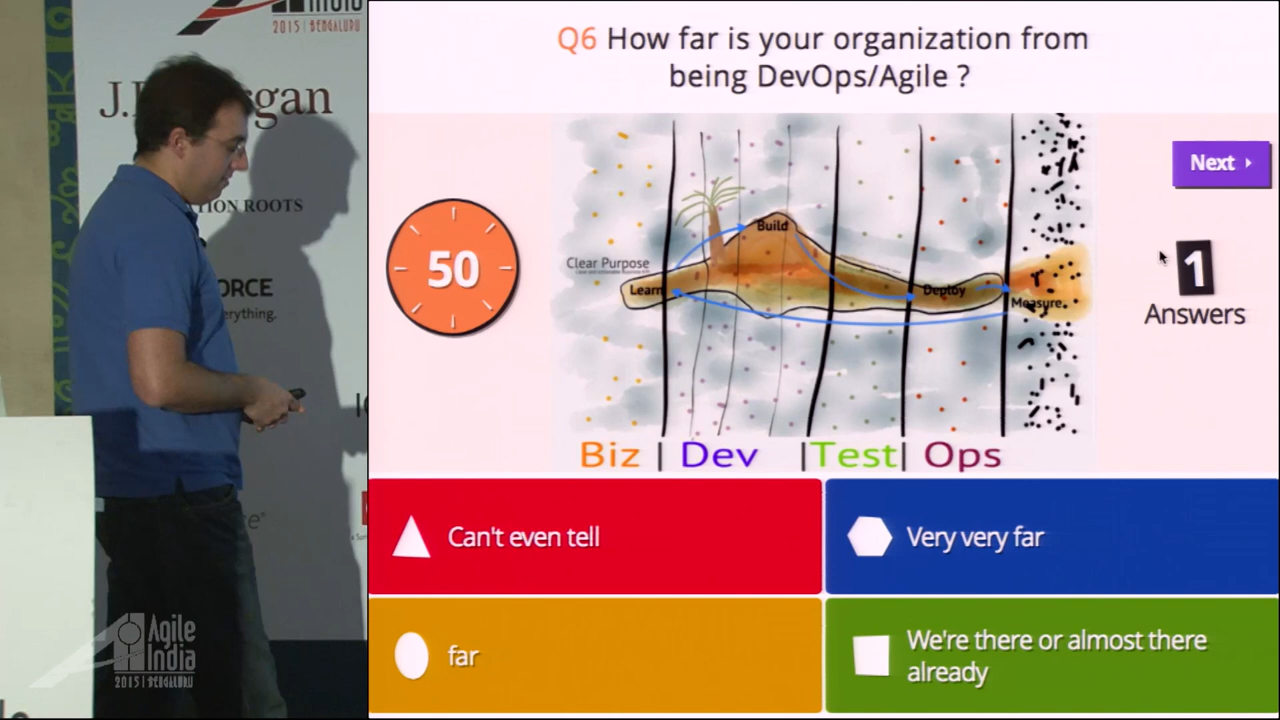 2015 | BENGALURU
TION ROOTS
ORCE
erything.
Agile
India
2015 | BENGALURU
Q6 How far is your organization from
being DevOps/Agile ?
Next
50
Clear Purpose
Learn
Build
Deploy
Measure
1
Answers
Biz | Dev | Test | Ops
Can't even tell
Very very far
far
We're there or almost there
already